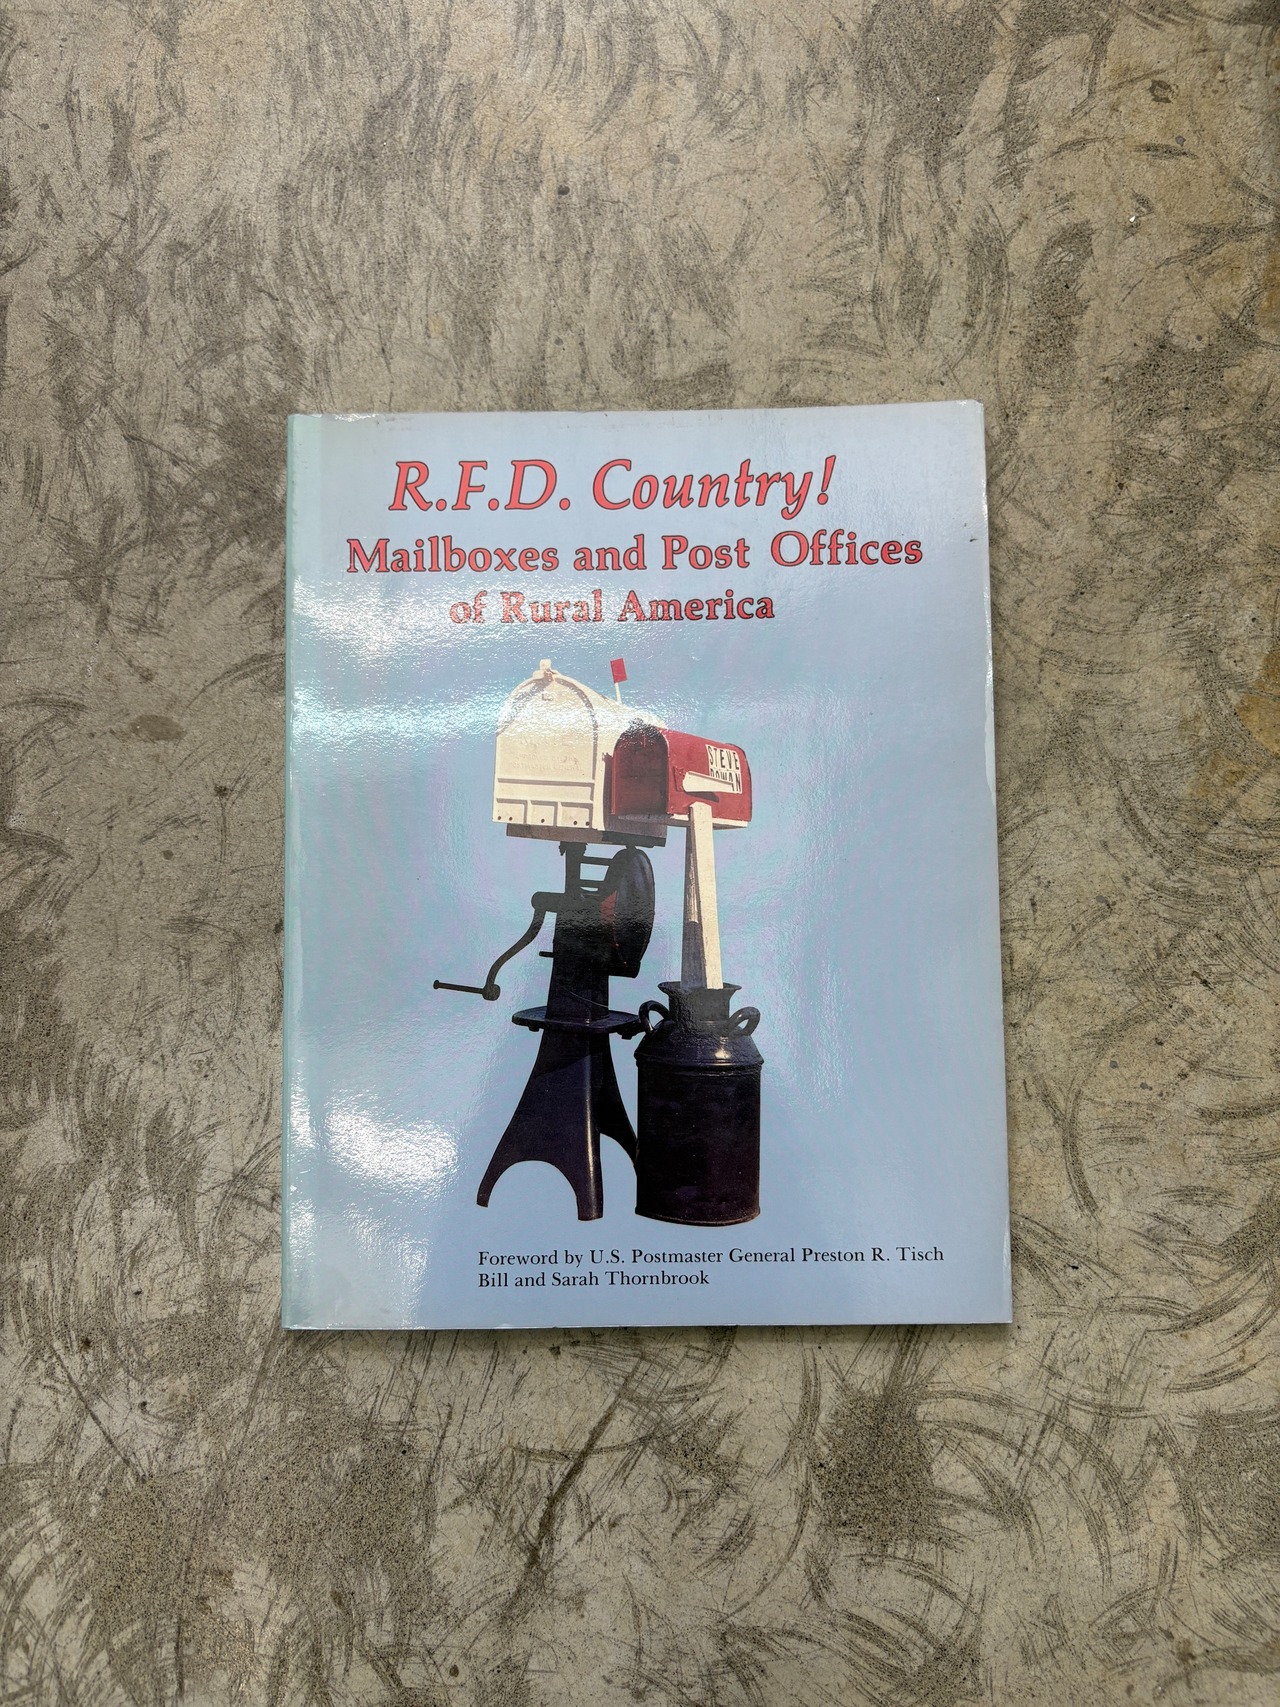 R.F.D. Country!
Mailboxes and Post Offices
of Rural America
STEVE
Foreword by U.S. Postmaster General Preston R. Tisch
Bill and Sarah Thornbrook